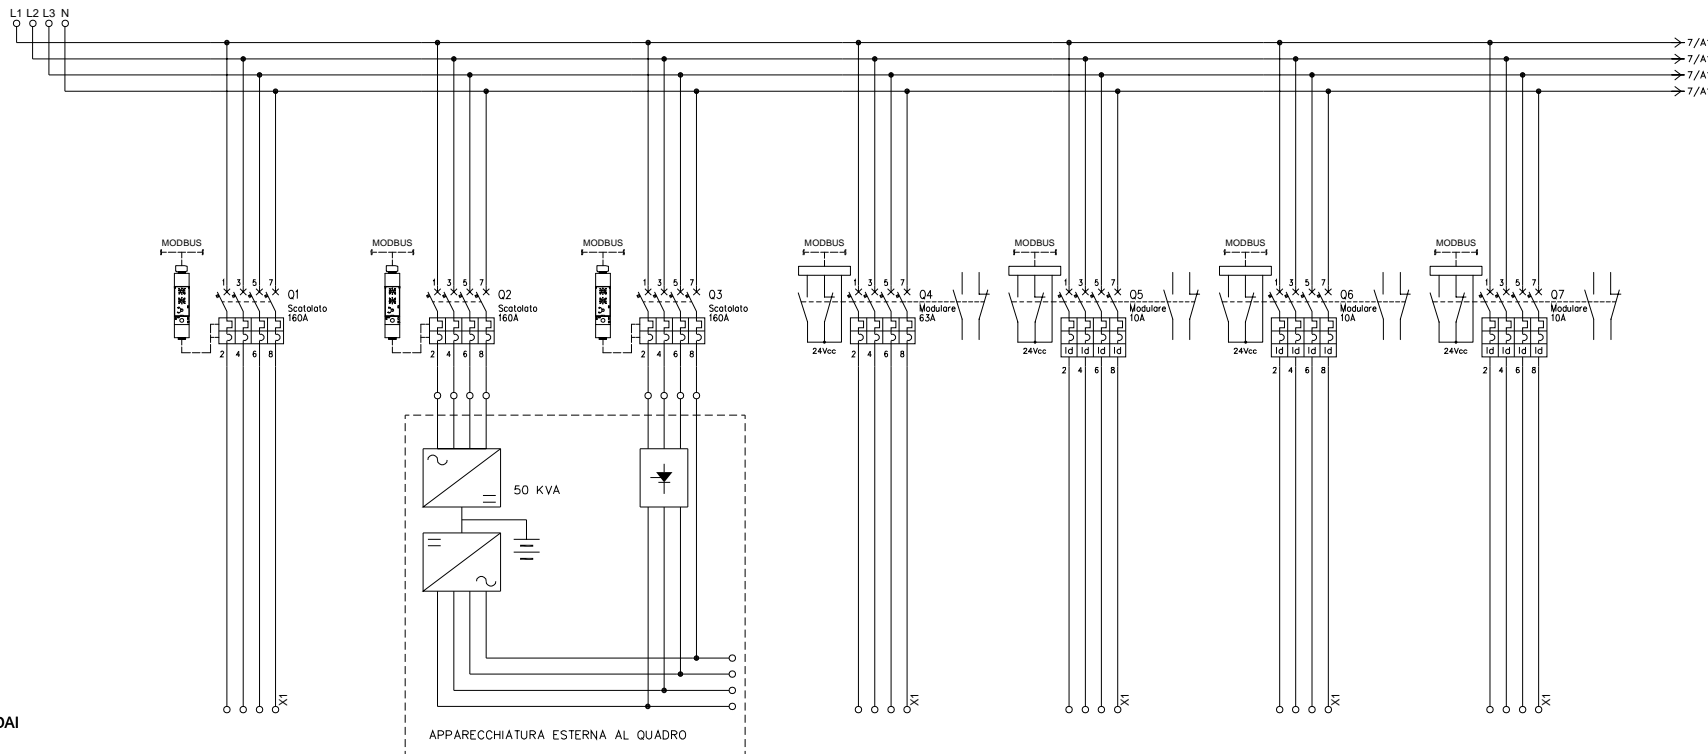 L1 L2 L3 N
7/A
7/A
7/A
7/A
MODBUS MODBUS MODBUS MODBUS MODBUS MODBUS MODBUS
1 3 5 7 1 3 5 7 1 3 5 7 1 3 5 7 1 3 5 7 1 3 5 7 1 3 5 7
Q1 Q2 Q3 Q4 Q5 Q6 Q7
Scatolato Scatolato Scatolato Modulare Modulare Modulare Modulare
160A 160A 160A 63A 10A 10A 10A
2 4 6 8 2 4 6 8 2 4 6 8 24Vcc 2 4 6 8 24Vcc Id Id Id Id 24Vcc Id Id Id Id 24Vcc Id Id Id Id
2 4 6 8 2 4 6 8 2 4 6 8
50 KVA
X1 X1 X1 X1 X1
DAI
APPARECCHIATURA ESTERNA AL QUADRO